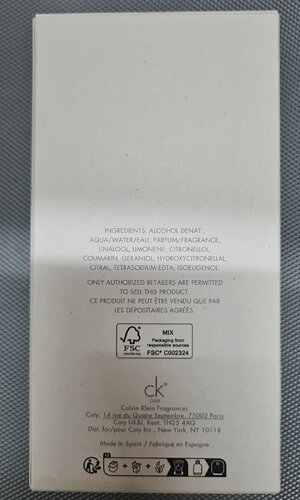 INGREDIENTS: ALCOHOL DENAT.,
AQUA/WATER/EAU, PARFUM/FRAGRANCE,
LINALOOL, LIMONENE, CITRONELLOL,
COUMARIN, GERANIOL, HYDROXYCITRONELLAL,
CITRAL, TETRASODIUM EDTA, ISOEUGENOL.
ONLY AUTHORIZED RETAILERS ARE PERMITTED
TO SELL THIS PRODUCT.
CE PRODUIT NE PEUT ÊTRE VENDU QUE PAR
LES DÉPOSITAIRES AGRÉÉS.
FSC
www.fsc.org
MIX
Packaging from
responsible sources
FSC® C002324
ck
one
Calvin Klein Fragrances
Coty, 14 rue du Quatre Septembre, 75002 Paris
Coty UK&I, Kent, TN25 4AQ
Dist. for/pour Coty Inc., New York, NY 10118
Made in Spain / Fabriqué en Espagne